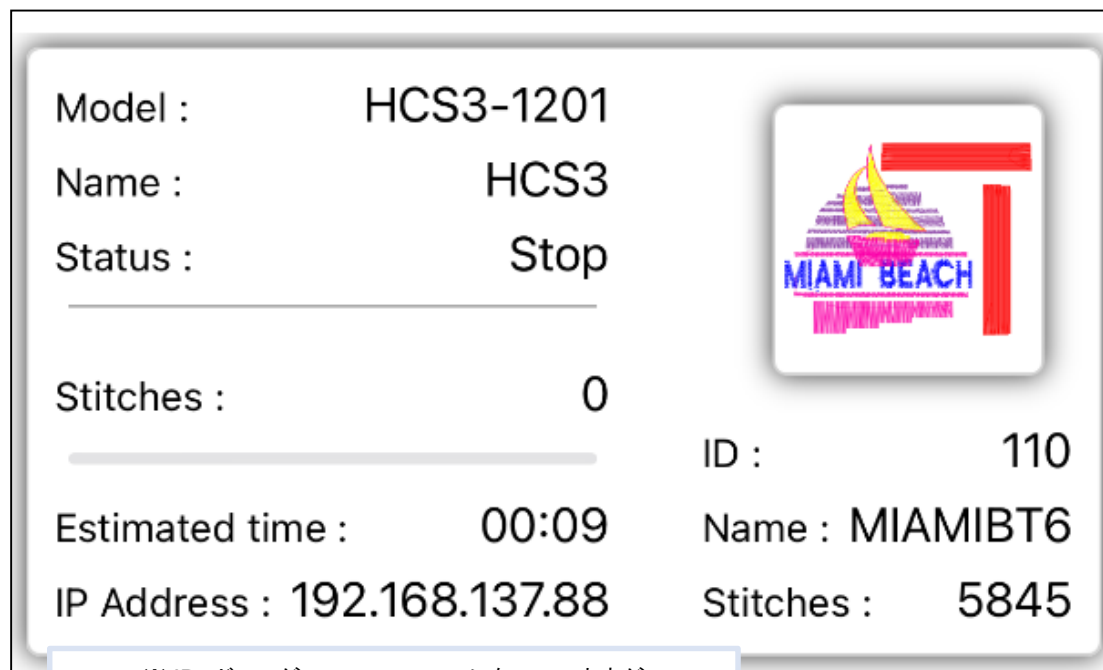 Model : HCS3-1201
Name : HCS3
Status : Stop
Stitches : 0
Estimated time : 00:09
IP Address : 192.168.137.88
MIAMI BEACH
ID : 110
Name : MIAMIBT6
Stitches : 5845